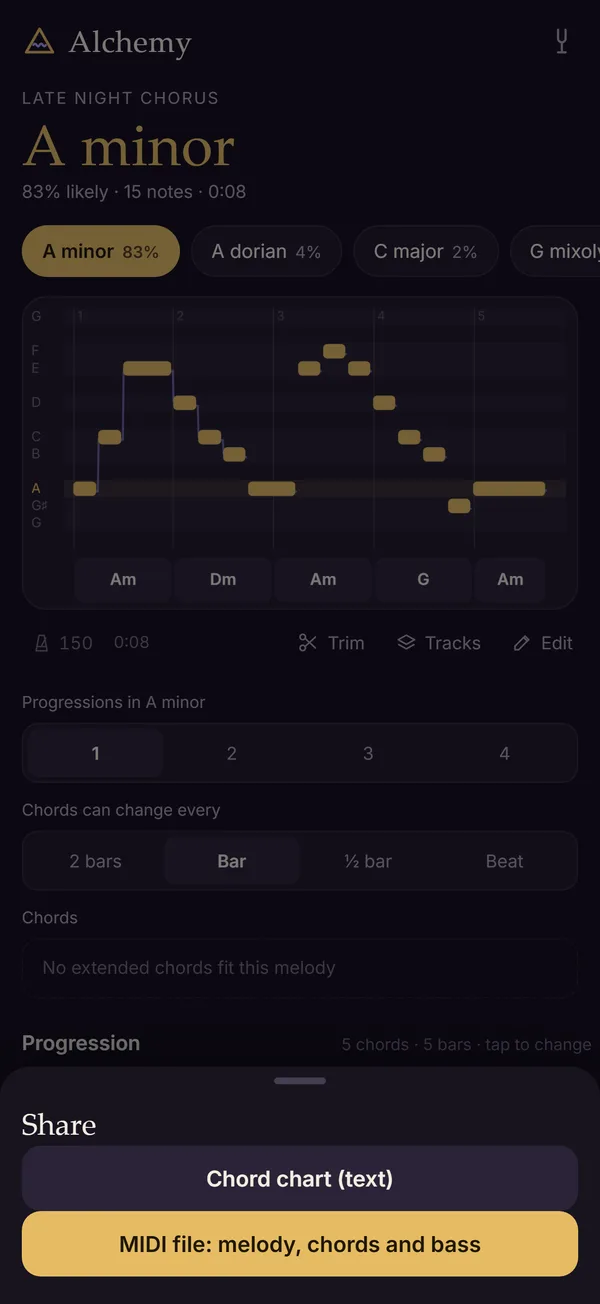 Alchemy
LATE NIGHT CHORUS
A minor
83% likely · 15 notes · 0:08
A minor 83% A dorian 4% C major 2% G mixoly
G 1 2 3 4 5
F
E
D
C
B
A
G♯
G
Am Dm Am G Am
150 0:08 Trim Tracks Edit
Progressions in A minor
1 2 3 4
Chords can change every
2 bars Bar ½ bar Beat
Chords
No extended chords fit this melody
Progression 5 chords · 5 bars · tap to change
Share
Chord chart (text)
MIDI file: melody, chords and bass